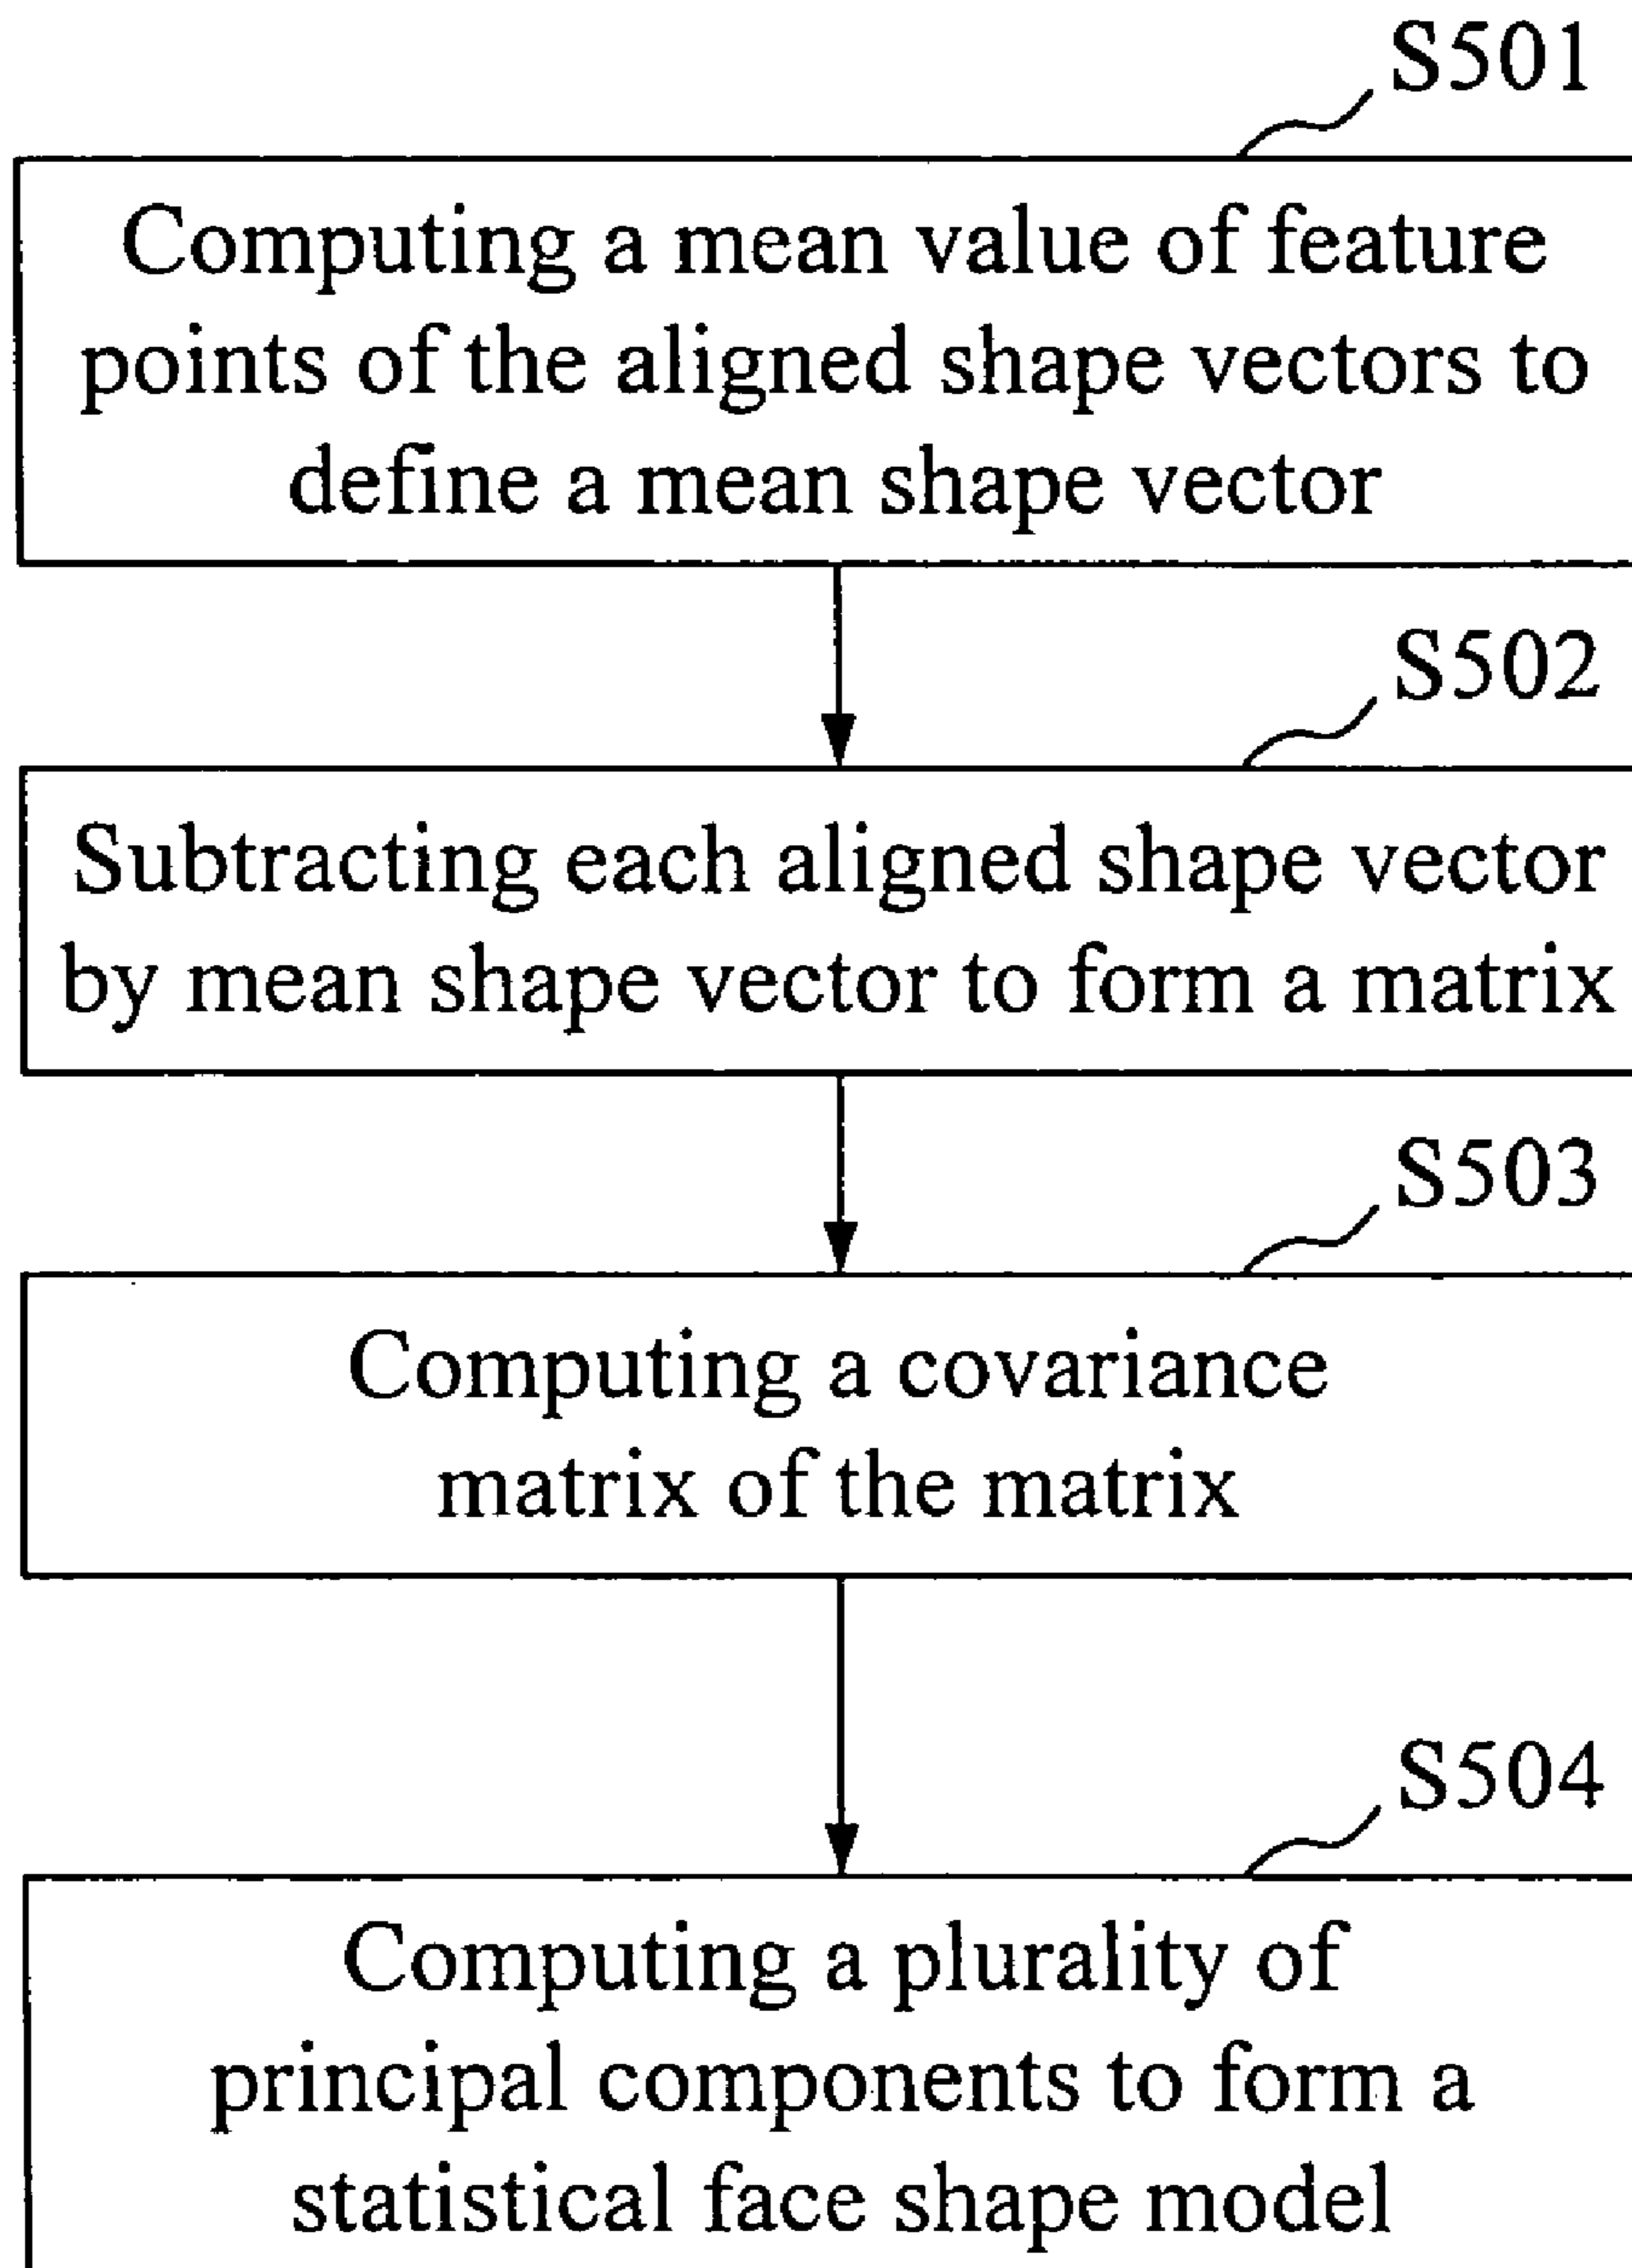 S501
Computing a mean value of feature
points of the aligned shape vectors to
define a mean shape vector
S502
Subtracting each aligned shape vector
by mean shape vector to form a matrix
S503
Computing a covariance
matrix of the matrix
S504
Computing a plurality of
principal components to form a
statistical face shape model